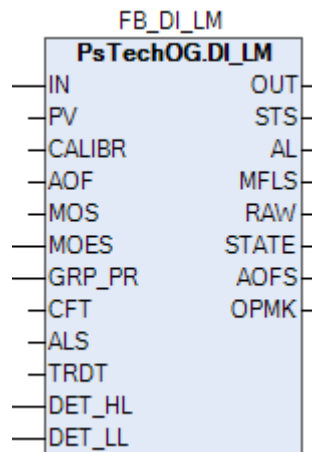 FB_DI_LM
PsTechOG.DI_LM
IN OUT
PV STS
CALIBR AL
AOF MFLS
MOS RAW
MOES STATE
GRP_PR AOFS
CFT OPMK
ALS
TRDT
DET_HL
DET_LL